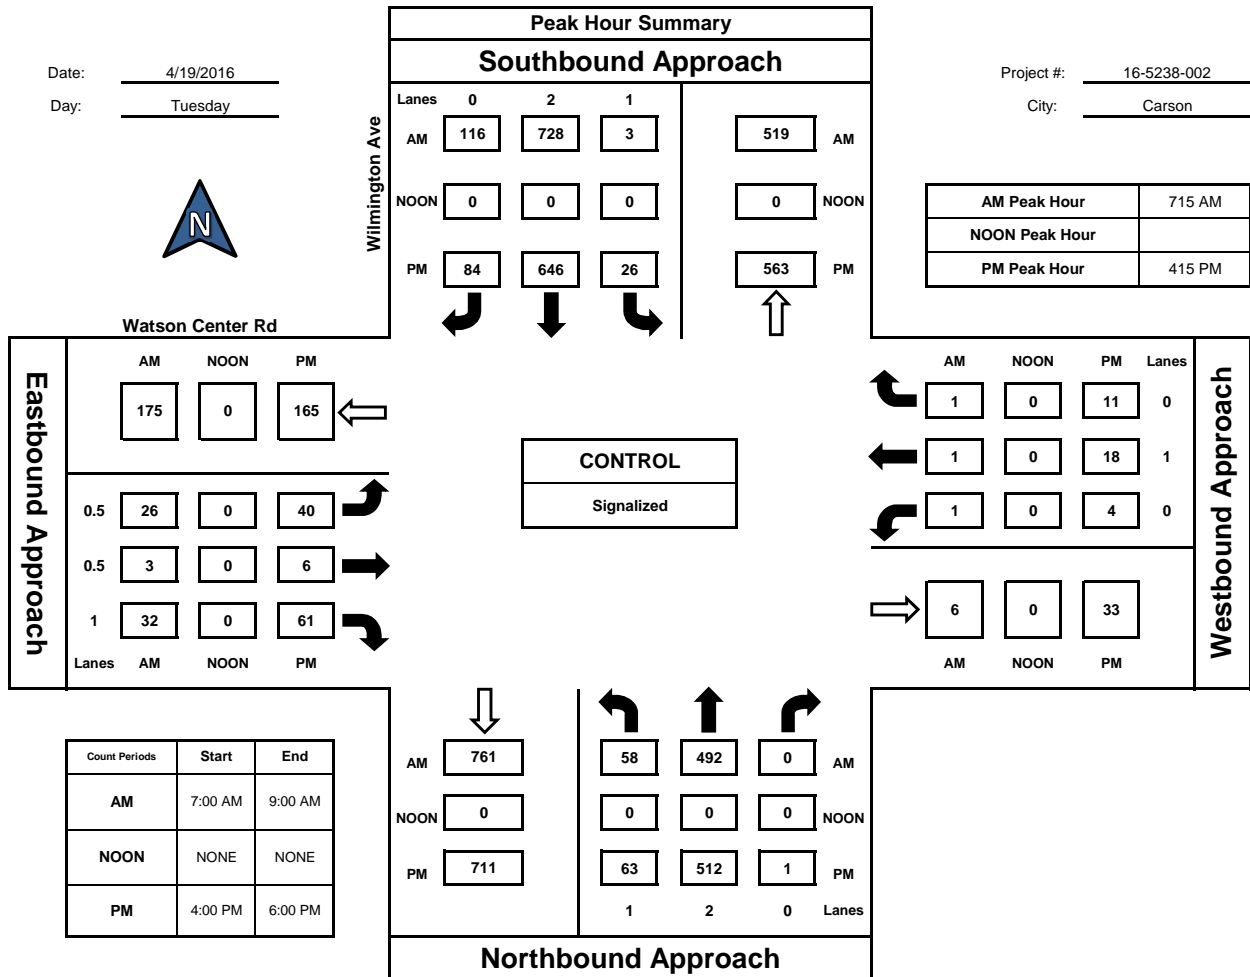 Peak Hour Summary
Southbound Approach
Date: 4/19/2016
Day: Tuesday
Project #: 16-5238-002
City: Carson
Wilmington Ave
Lanes 0 2 1
AM 116 728 3 519 AM
NOON 0 0 0 0 NOON
PM 84 646 26 563 PM
N
AM Peak Hour 715 AM
NOON Peak Hour
PM Peak Hour 415 PM
Watson Center Rd
Eastbound Approach
AM NOON PM
175 0 165
0.5 26 0 40
0.5 3 0 6
1 32 0 61
Lanes AM NOON PM
CONTROL
Signalized
Westbound Approach
AM NOON PM Lanes
1 0 11 0
1 0 18 1
1 0 4 0
6 0 33
AM NOON PM
Count Periods Start End
AM 7:00 AM 9:00 AM
NOON NONE NONE
PM 4:00 PM 6:00 PM
AM 761 58 492 0 AM
NOON 0 0 0 0 NOON
PM 711 63 512 1 PM
1 2 0 Lanes
Northbound Approach